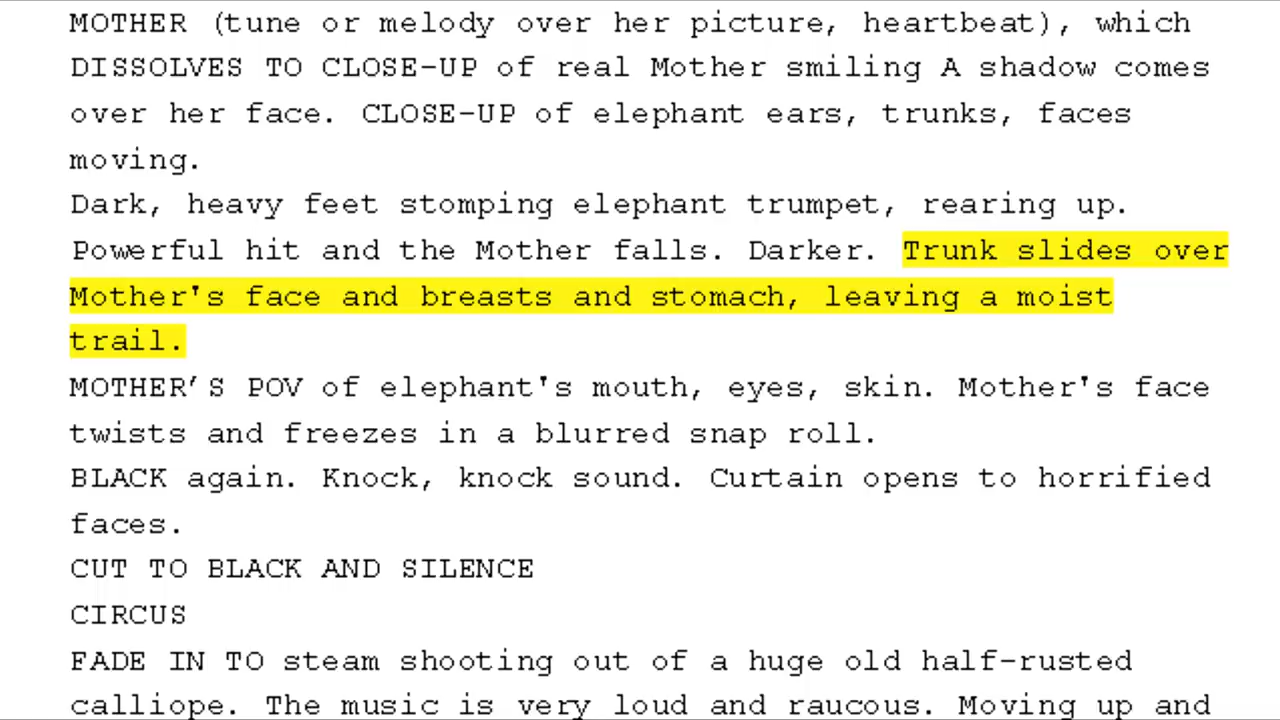 MOTHER (tune or melody over her picture, heartbeat), which
DISSOLVES TO CLOSE-UP of real Mother smiling A shadow comes
over her face. CLOSE-UP of elephant ears, trunks, faces
moving.
Dark, heavy feet stomping elephant trumpet, rearing up.
Powerful hit and the Mother falls. Darker. Trunk slides over
Mother's face and breasts and stomach, leaving a moist
trail.
MOTHER’S POV of elephant's mouth, eyes, skin. Mother's face
twists and freezes in a blurred snap roll.
BLACK again. Knock, knock sound. Curtain opens to horrified
faces.
CUT TO BLACK AND SILENCE
CIRCUS
FADE IN TO steam shooting out of a huge old half-rusted
calliope. The music is very loud and raucous. Moving up and